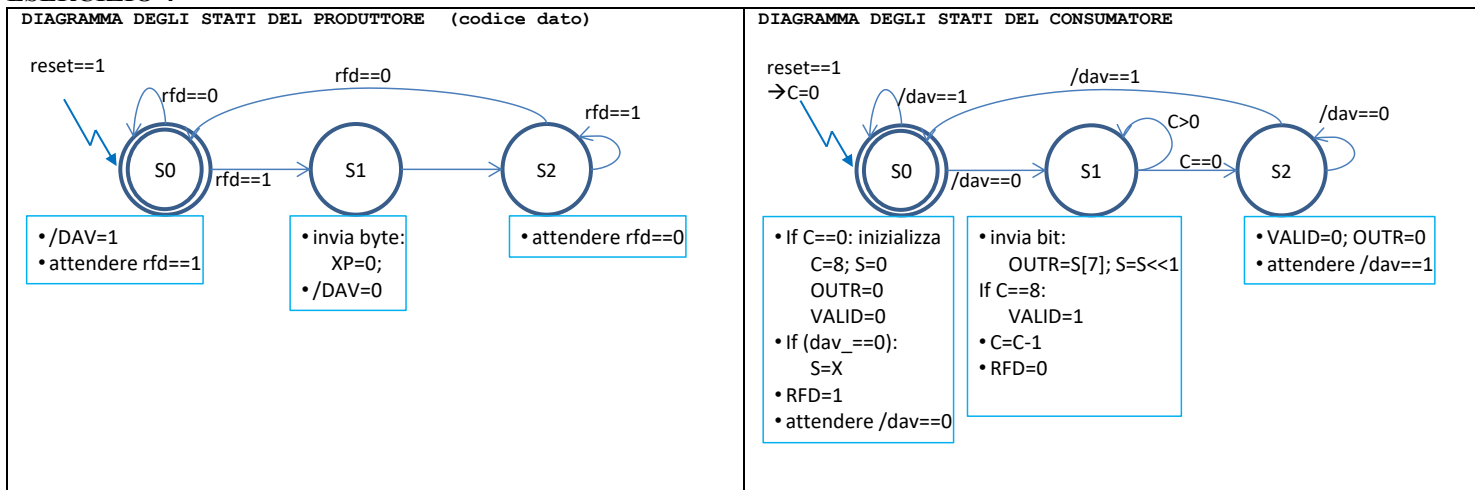 DIAGRAMMA DEGLI STATI DEL PRODUTTORE (codice dato)
reset==1
rfd==0
rfd==0
rfd==1
S0
rfd==1
S1
S2
• /DAV=1
• attendere rfd==1
• invia byte:
XP=0;
• /DAV=0
• attendere rfd==0
DIAGRAMMA DEGLI STATI DEL CONSUMATORE
reset==1
→C=0
/dav==1
/dav==1
C>0
/dav==0
S0
/dav==0
S1
C==0
S2
• If C==0: inizializza
C=8; S=0
OUTR=0
VALID=0
• If (dav_==0):
S=X
• RFD=1
• attendere /dav==0
• invia bit:
OUTR=S[7]; S=S<<1
If C==8:
VALID=1
• C=C-1
• RFD=0
• VALID=0; OUTR=0
• attendere /dav==1